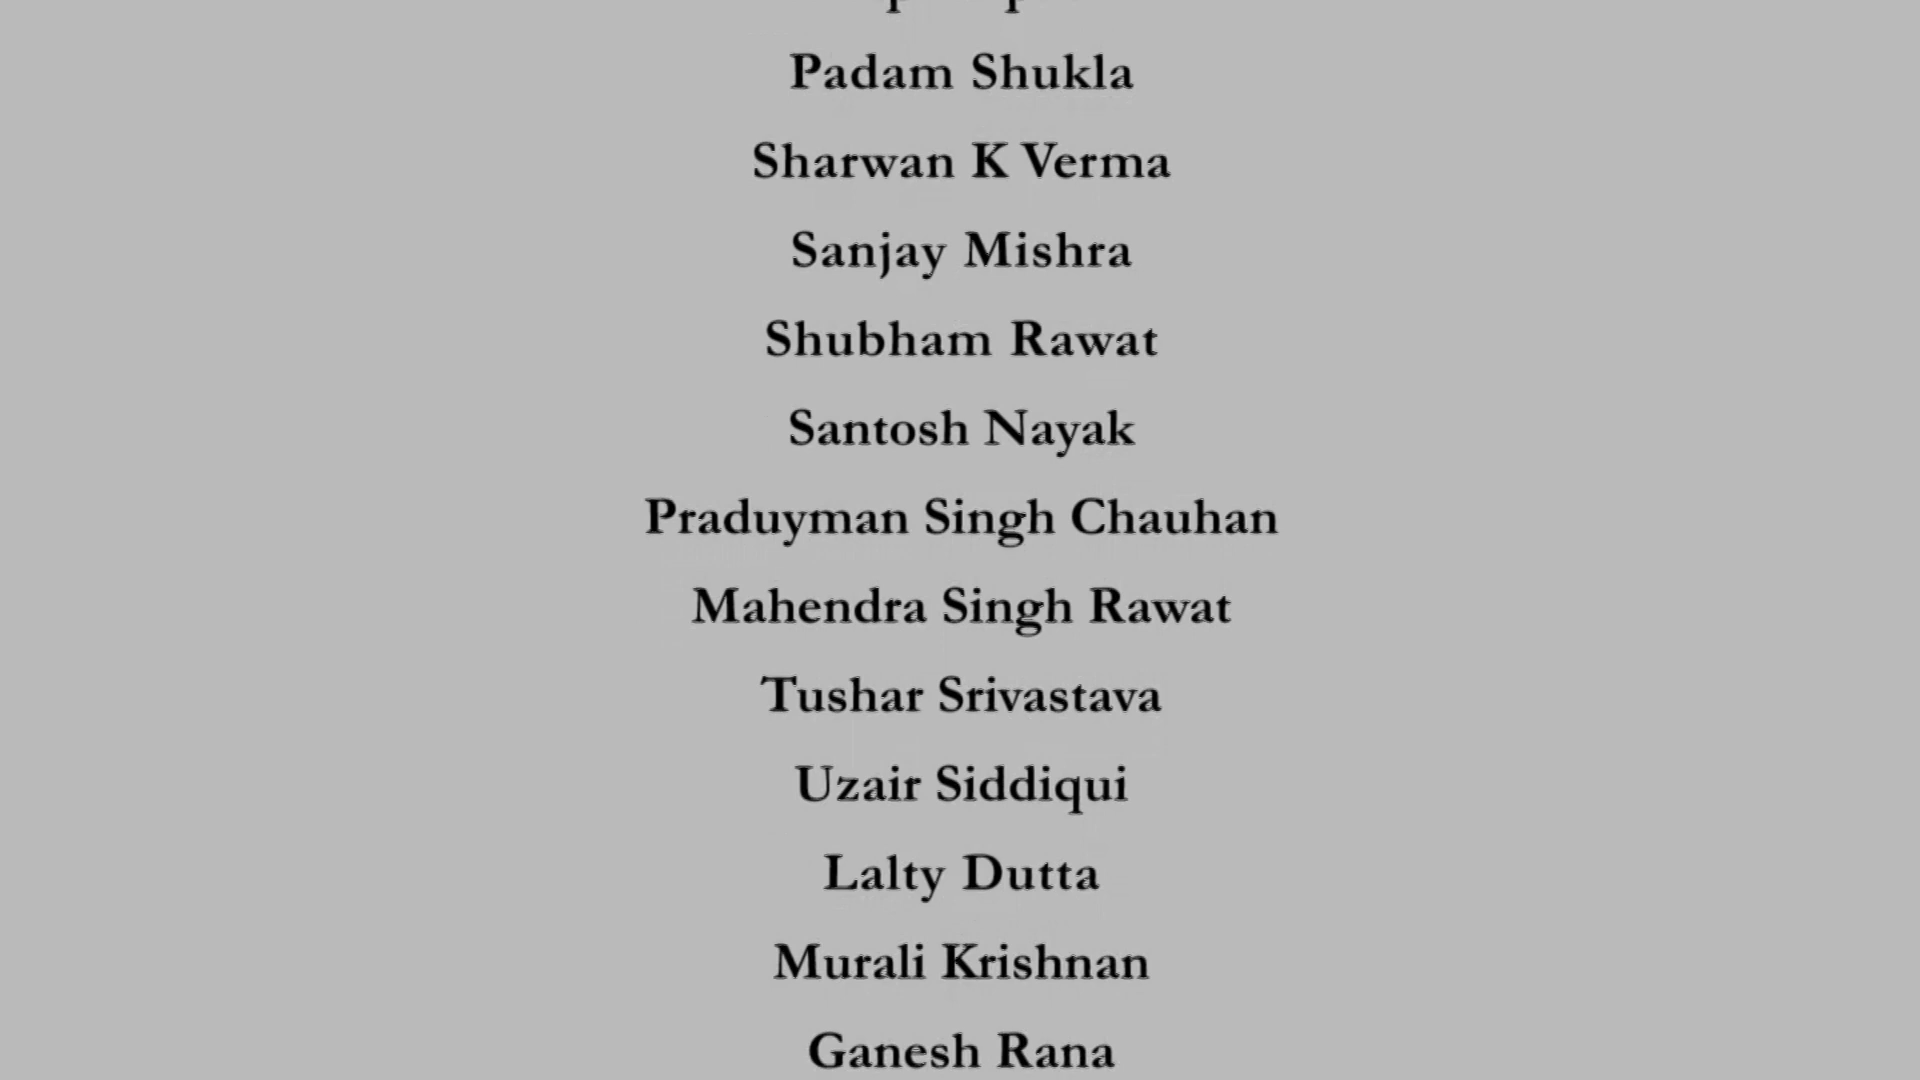 Padam Shukla
Sharwan K Verma
Sanjay Mishra
Shubham Rawat
Santosh Nayak
Praduyman Singh Chauhan
Mahendra Singh Rawat
Tushar Srivastava
Uzair Siddiqui
Lalty Dutta
Murali Krishnan
Ganesh Rana